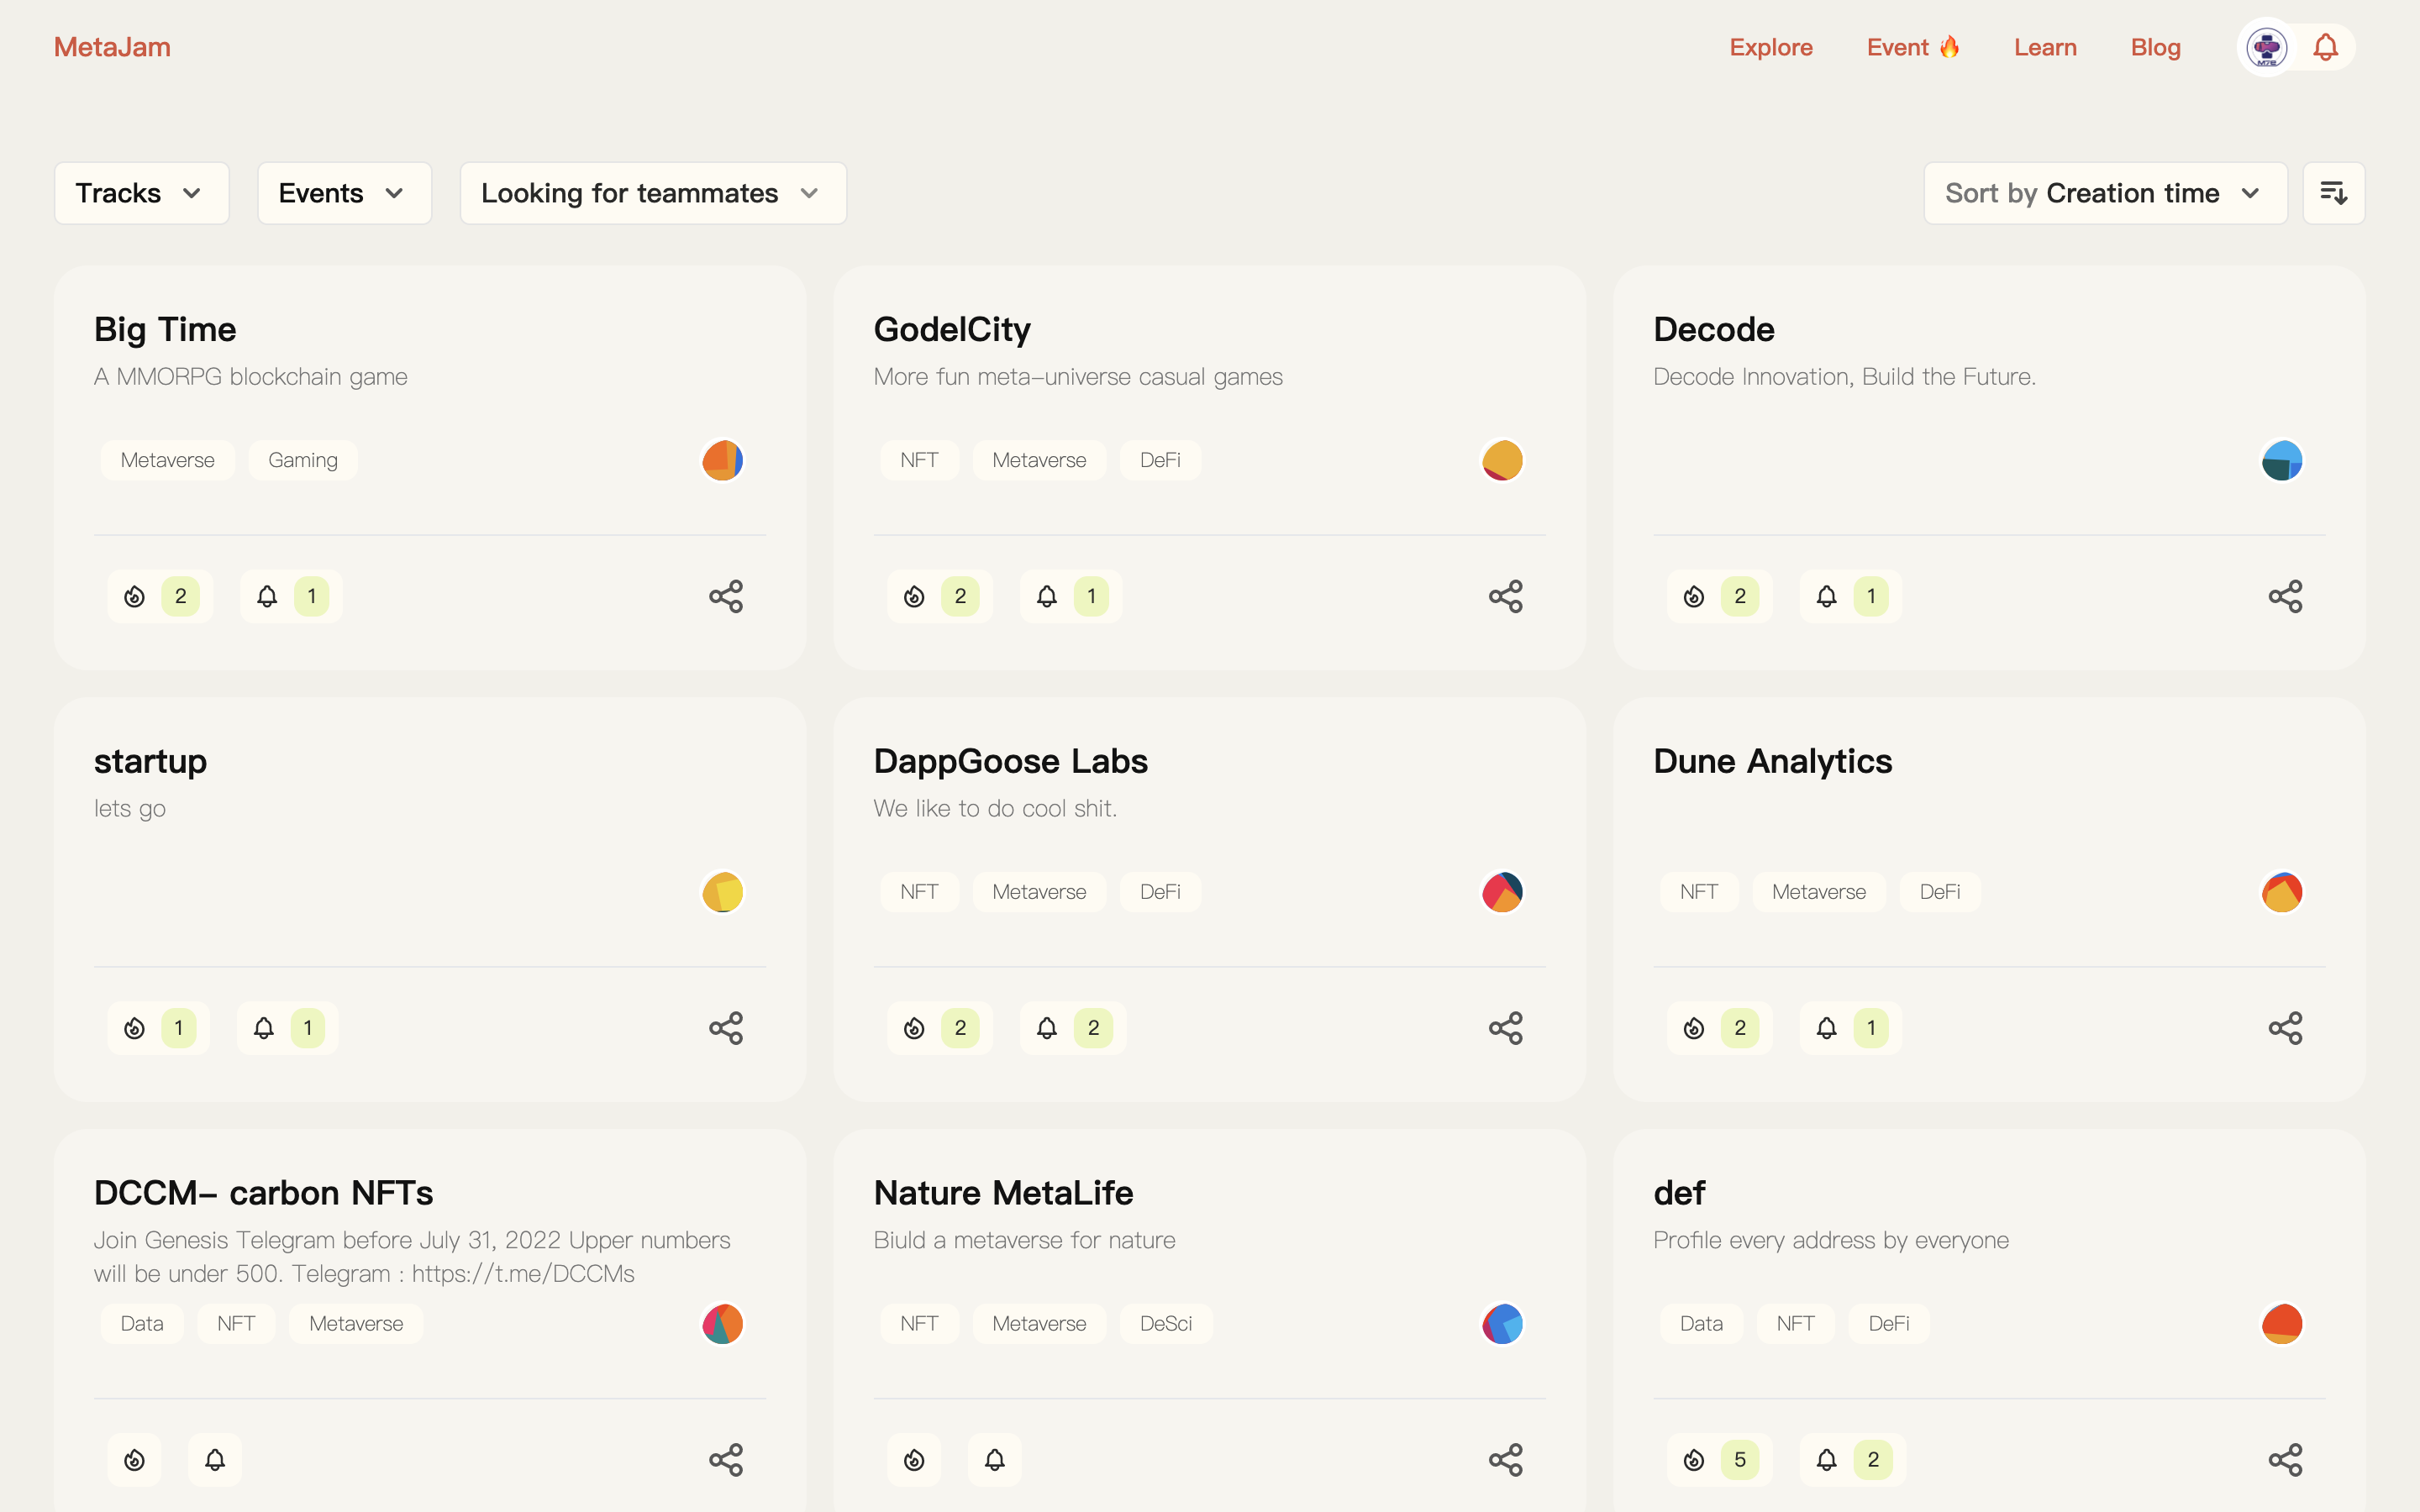 MetaJam
Explore
Event 🔥
Learn
Blog
Tracks
Events
Looking for teammates
Sort by Creation time
Big Time
A MMORPG blockchain game
Metaverse
Gaming
2
1
GodelCity
More fun meta-universe casual games
NFT
Metaverse
DeFi
2
1
Decode
Decode Innovation, Build the Future.
2
1
startup
lets go
1
1
DappGoose Labs
We like to do cool shit.
NFT
Metaverse
DeFi
2
2
Dune Analytics
NFT
Metaverse
DeFi
2
1
DCCM- carbon NFTs
Join Genesis Telegram before July 31, 2022 Upper numbers
will be under 500. Telegram : https://t.me/DCCMs
Data
NFT
Metaverse
Nature MetaLife
Biuld a metaverse for nature
NFT
Metaverse
DeSci
def
Profile every address by everyone
Data
NFT
DeFi
5
2